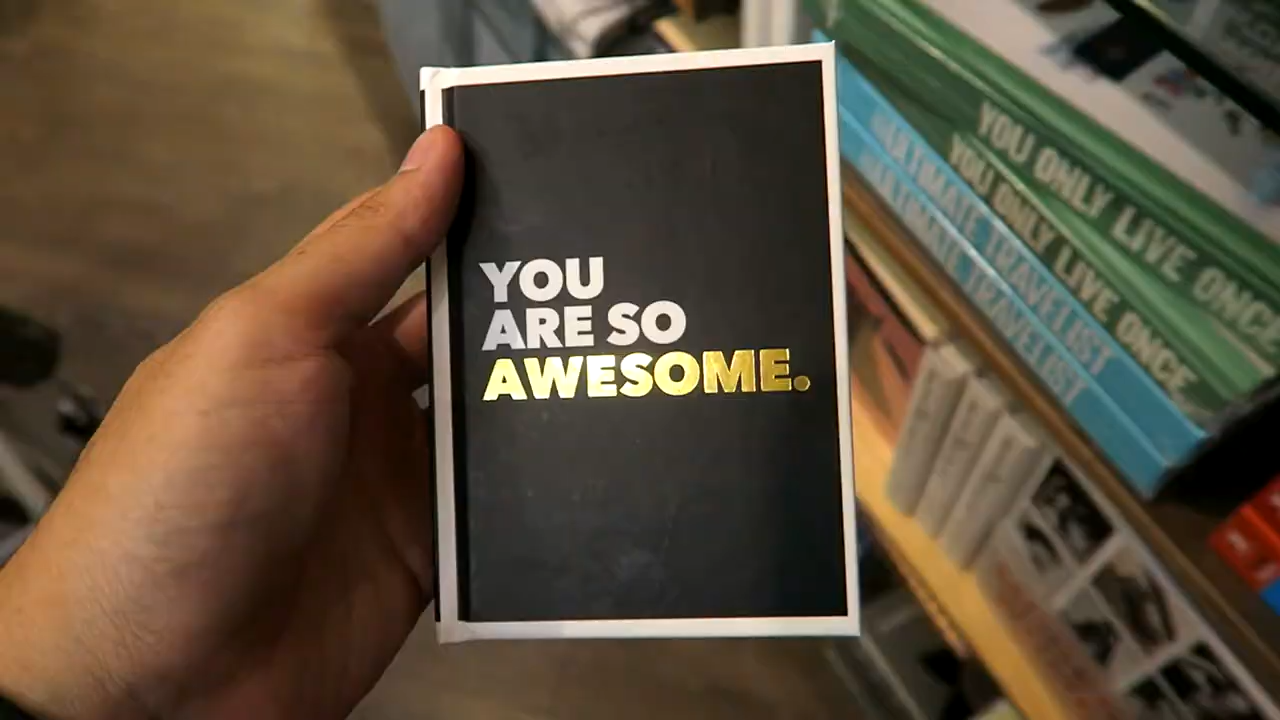 YOU
ARE SO
AWESOME.
YOU ONLY LIVE ONCE
YOU ONLY LIVE ONCE
ULTIMATE TRAVELIST
ULTIMATE TRAVELIST